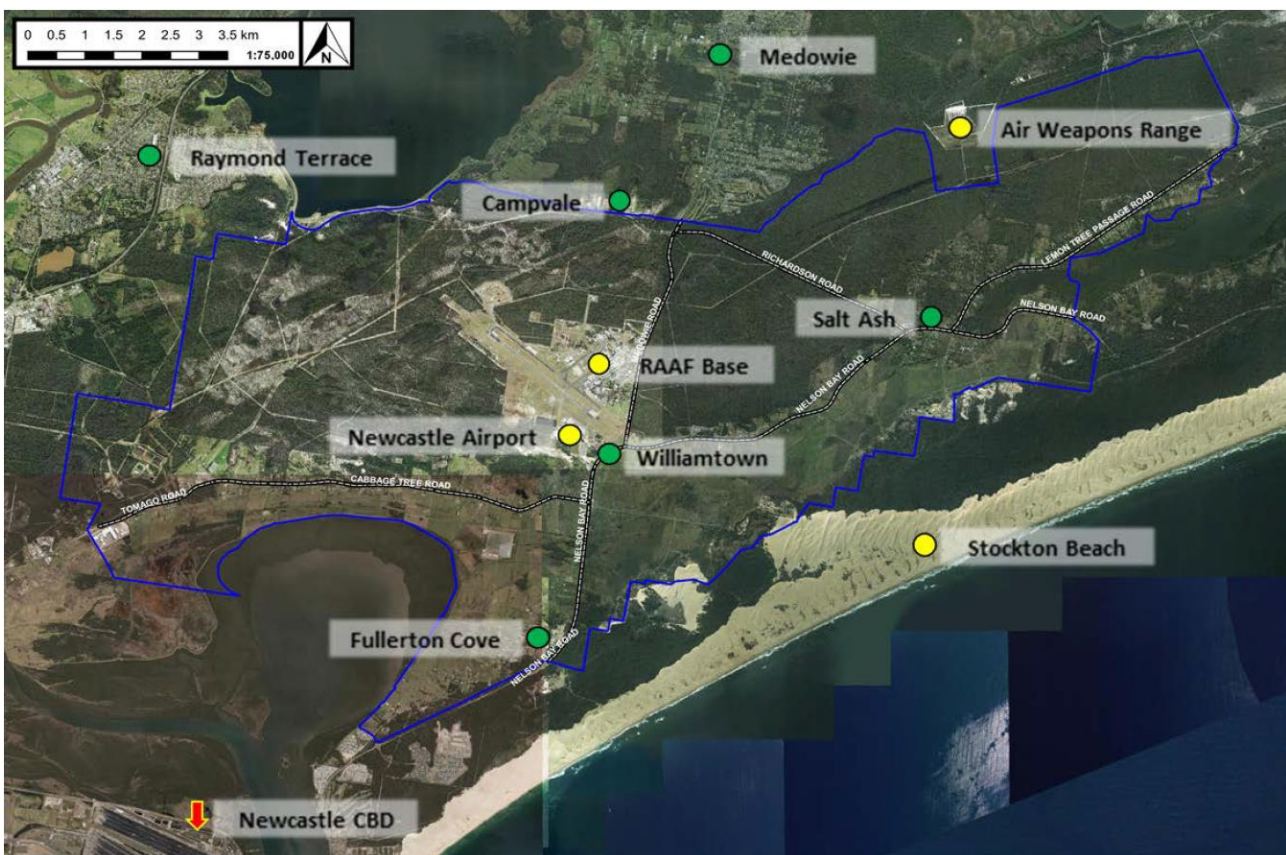 0 0.5 1 1.5 2 2.5 3 3.5 km
1:75,000
N
Medowie
Air Weapons Range
Raymond Terrace
Campvale
LEMON TREE PASSAGE ROAD
RICHARDSON ROAD
Salt Ash
NELSON BAY ROAD
RAAF Base
NELSON BAY ROAD
Newcastle Airport
Williamtown
CABBAGE TREE ROAD
TOMAGO ROAD
NELSON BAY ROAD
Stockton Beach
Fullerton Cove
NELSON BAY ROAD
Newcastle CBD